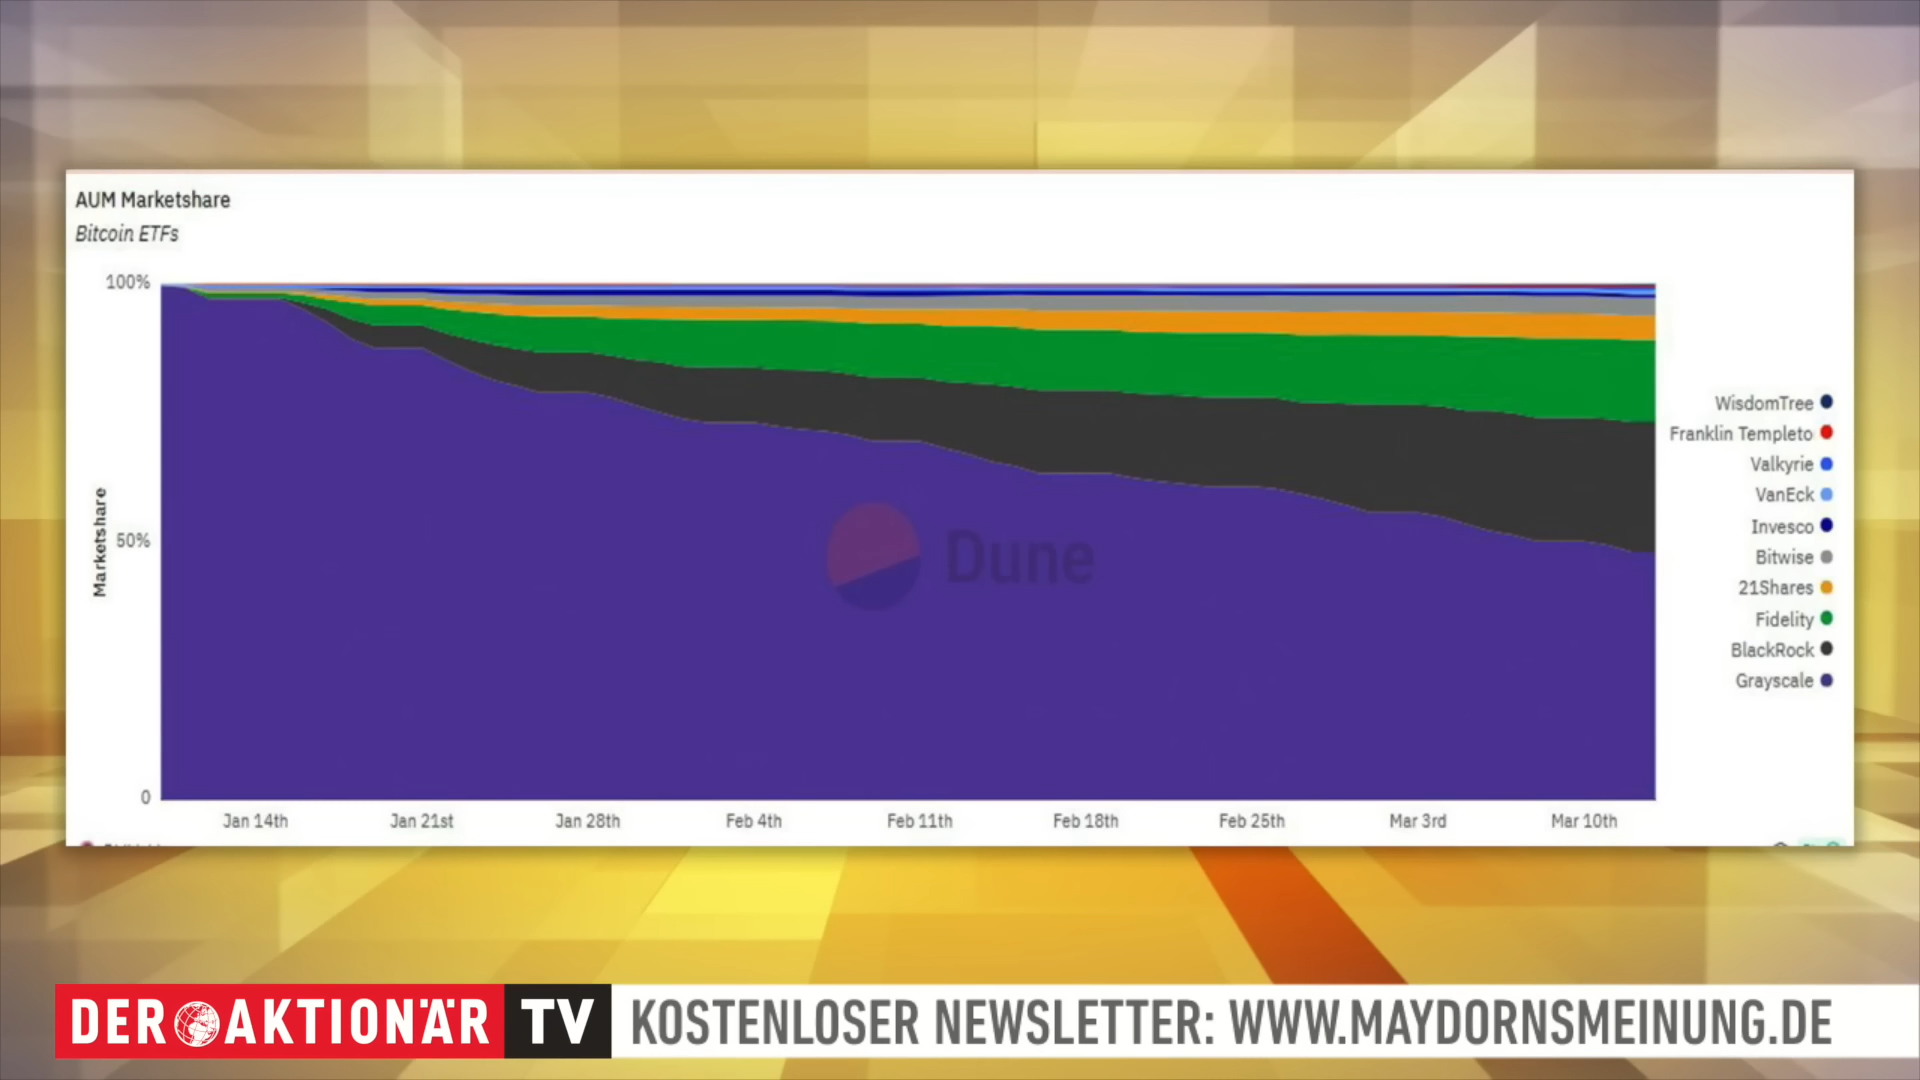 AUM Marketshare
Bitcoin ETFs
100%
50%
0
Marketshare
Dune
Jan 14th Jan 21st Jan 28th Feb 4th Feb 11th Feb 18th Feb 25th Mar 3rd Mar 10th
WisdomTree
Franklin Templeto
Valkyrie
VanEck
Invesco
Bitwise
21Shares
Fidelity
BlackRock
Grayscale
DER AKTIONÄR TV KOSTENLOSER NEWSLETTER: WWW.MAYDORNSMEINUNG.DE